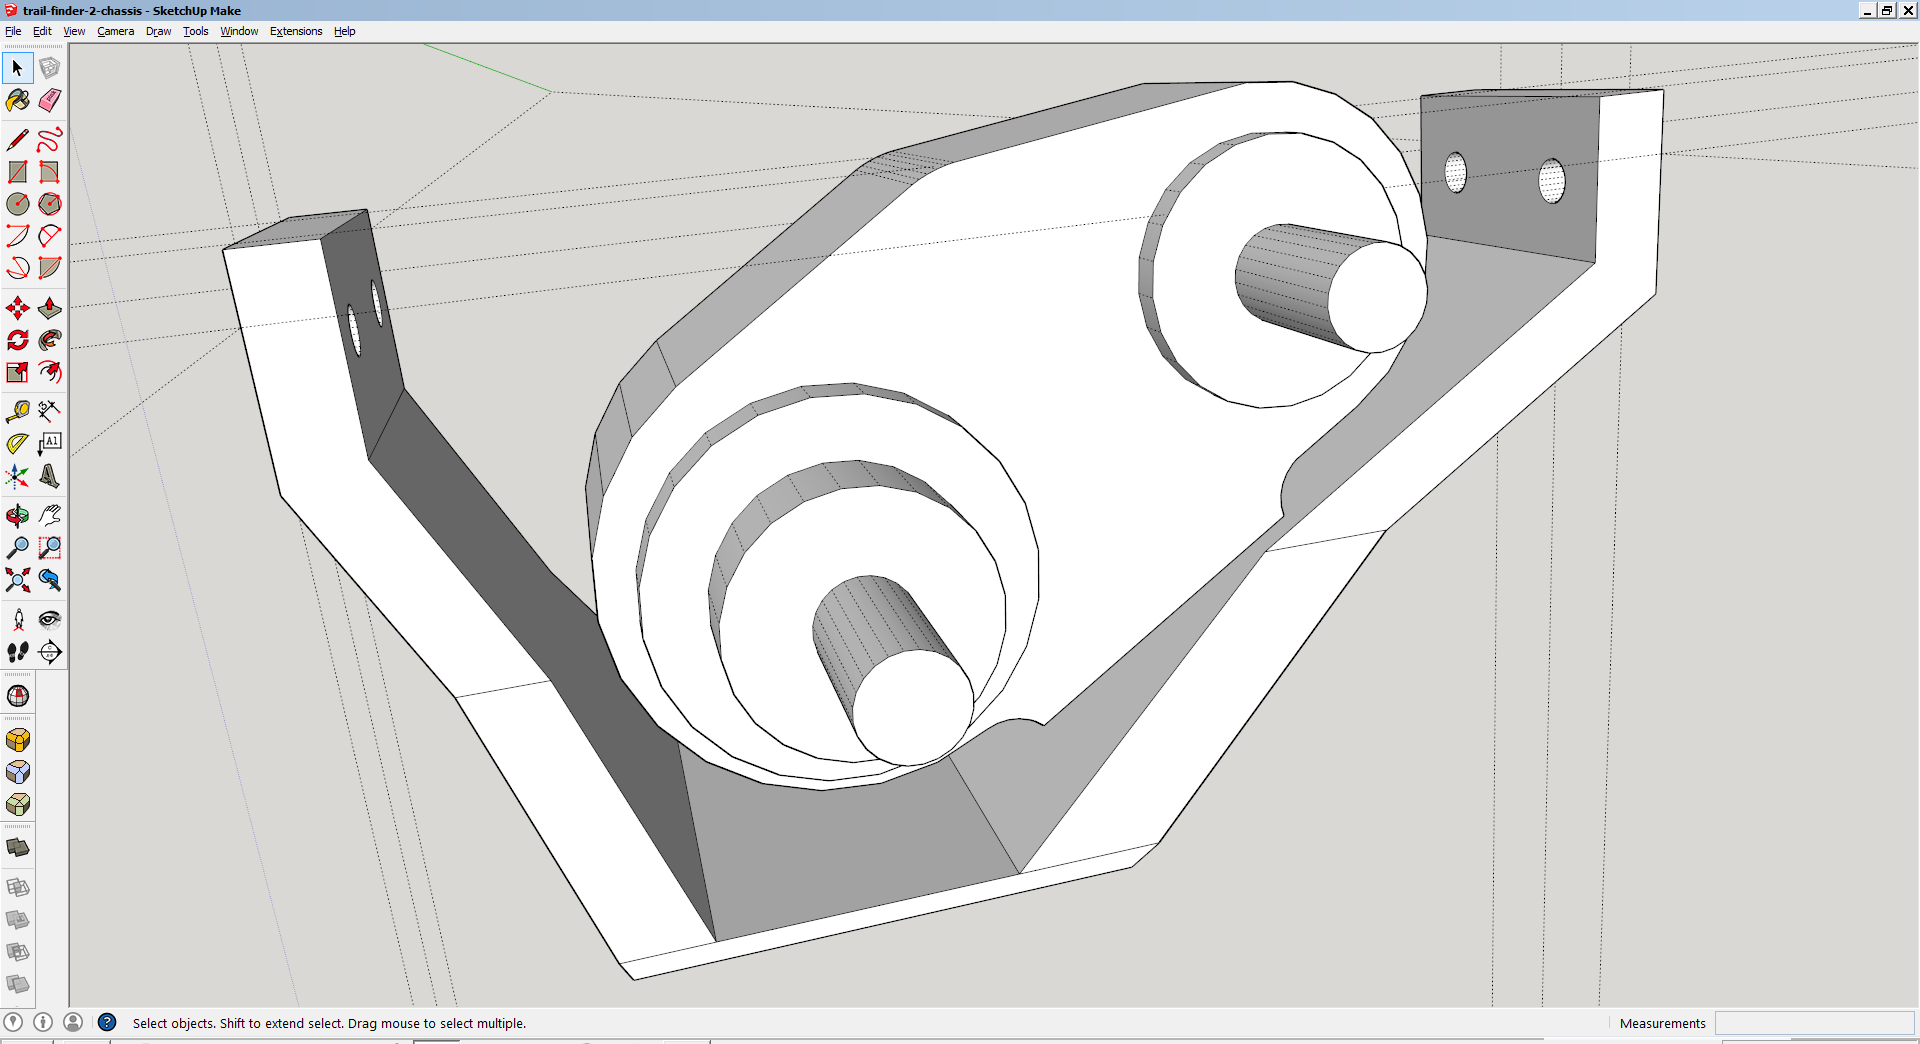 trail-finder-2-chassis - SketchUp Make
File Edit View Camera Draw Tools Window Extensions Help
A1
Select objects. Shift to extend select. Drag mouse to select multiple.
Measurements